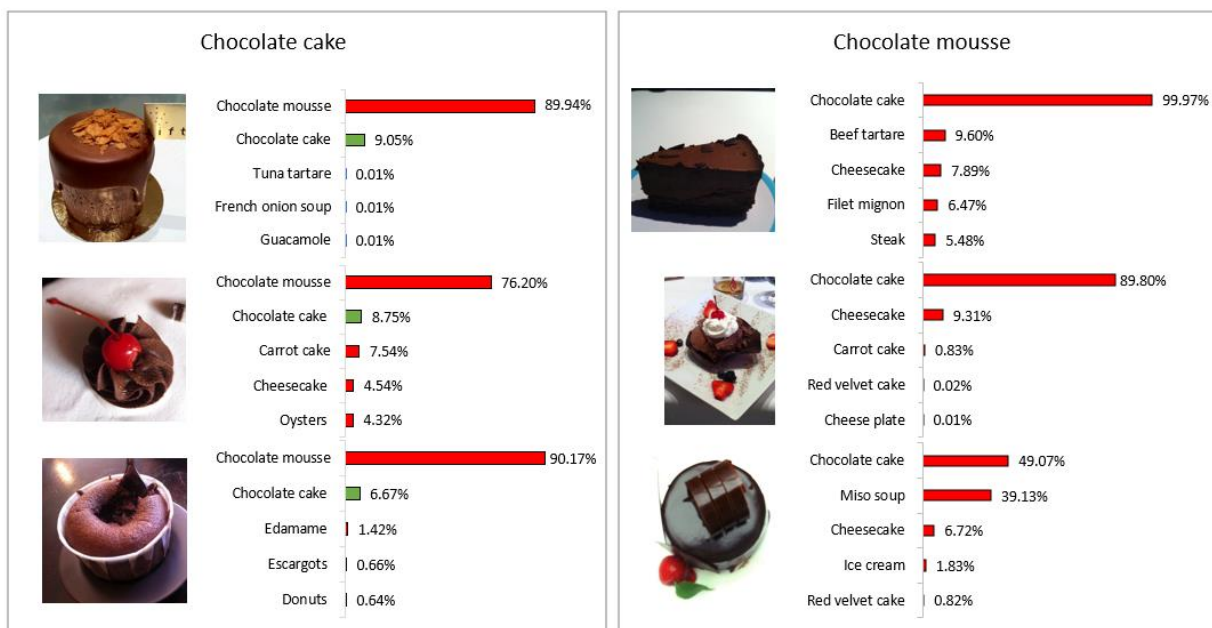 Chocolate cake
Chocolate mousse 89.94%
Chocolate cake 9.05%
Tuna tartare 0.01%
French onion soup 0.01%
Guacamole 0.01%
Chocolate mousse 76.20%
Chocolate cake 8.75%
Carrot cake 7.54%
Cheesecake 4.54%
Oysters 4.32%
Chocolate mousse 90.17%
Chocolate cake 6.67%
Edamame 1.42%
Escargots 0.66%
Donuts 0.64%
Chocolate mousse
Chocolate cake 99.97%
Beef tartare 9.60%
Cheesecake 7.89%
Filet mignon 6.47%
Steak 5.48%
Chocolate cake 89.80%
Cheesecake 9.31%
Carrot cake 0.83%
Red velvet cake 0.02%
Cheese plate 0.01%
Chocolate cake 49.07%
Miso soup 39.13%
Cheesecake 6.72%
Ice cream 1.83%
Red velvet cake 0.82%